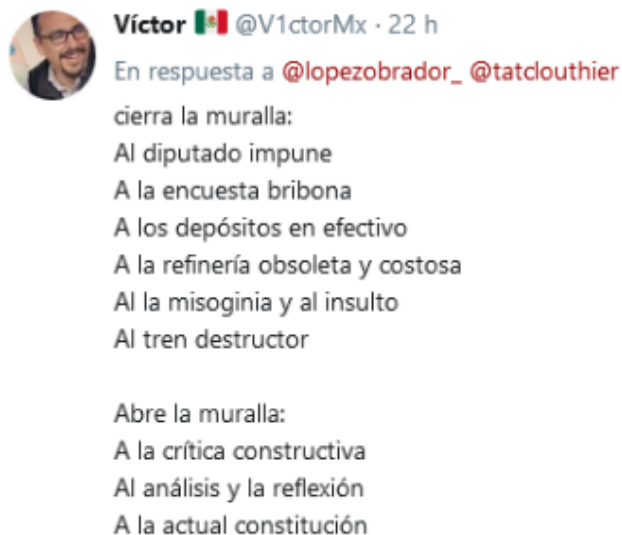 Víctor 🇲🇽 @V1ctorMx · 22 h
En respuesta a @lopezobrador_ @tatclouthier
cierra la muralla:
Al diputado impune
A la encuesta bribona
A los depósitos en efectivo
A la refinería obsoleta y costosa
Al la misoginia y al insulto
Al tren destructor
Abre la muralla:
A la crítica constructiva
Al análisis y la reflexión
A la actual constitución